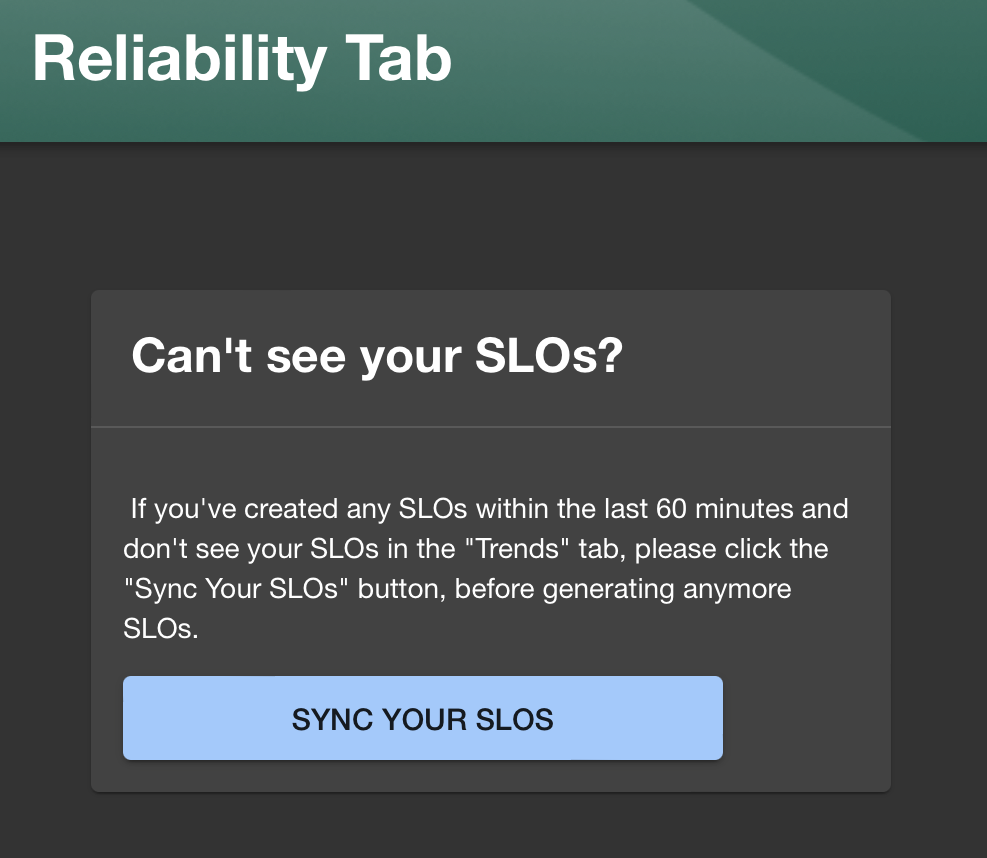 Reliability Tab
Can't see your SLOs?
If you've created any SLOs within the last 60 minutes and
don't see your SLOs in the "Trends" tab, please click the
"Sync Your SLOs" button, before generating anymore
SLOs.
SYNC YOUR SLOS